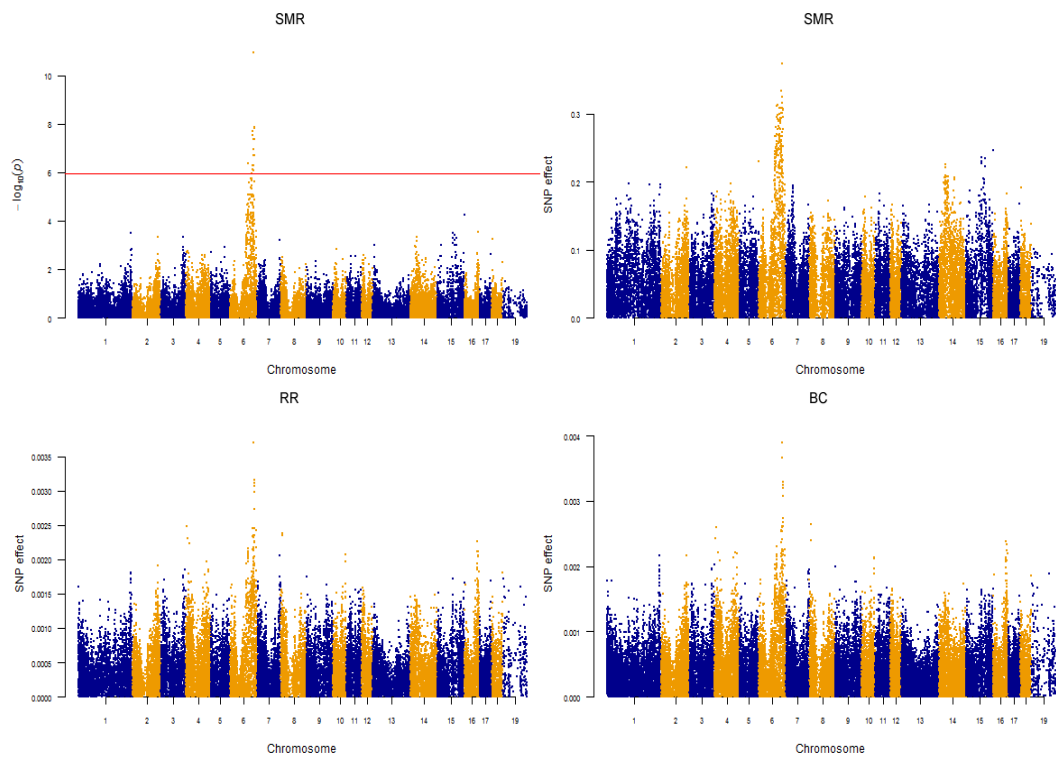 SMR
10
8
6
4
2
0
− log₁₀(p)
1 2 3 4 5 6 7 8 9 10 11 12 13 14 15 16 17 19
Chromosome
SMR
0.3
0.2
0.1
0.0
SNP effect
1 2 3 4 5 6 7 8 9 10 11 12 13 14 15 16 17 19
Chromosome
RR
0.0035
0.0030
0.0025
0.0020
0.0015
0.0010
0.0005
0.0000
SNP effect
1 2 3 4 5 6 7 8 9 10 11 12 13 14 15 16 17 19
Chromosome
BC
0.004
0.003
0.002
0.001
0.000
SNP effect
1 2 3 4 5 6 7 8 9 10 11 12 13 14 15 16 17 19
Chromosome